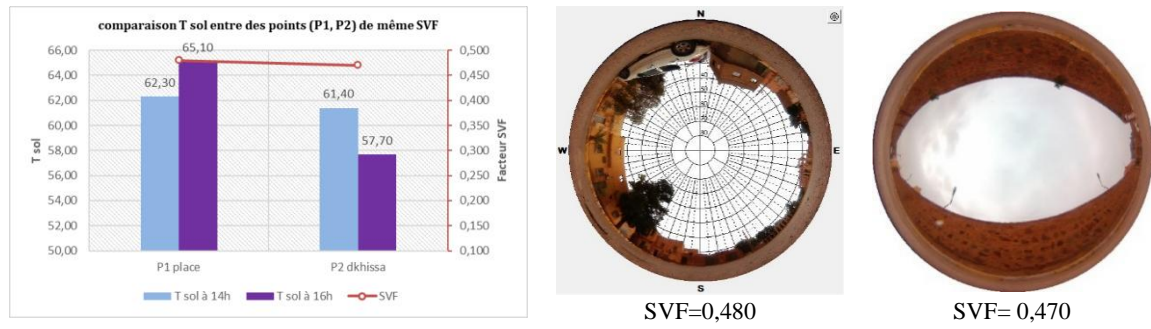 comparaison T sol entre des points (P1, P2) de même SVF
66,00
64,00
62,00
60,00
58,00
56,00
54,00
52,00
50,00
T sol
62,30
65,10
61,40
57,70
0,500
0,450
0,400
0,350
0,300
0,250
0,200
0,150
0,100
Facteur SVF
P1 place
P2 dkhissa
T sol à 14h
T sol à 16h
SVF
N
W
E
S
SVF=0,480
SVF= 0,470